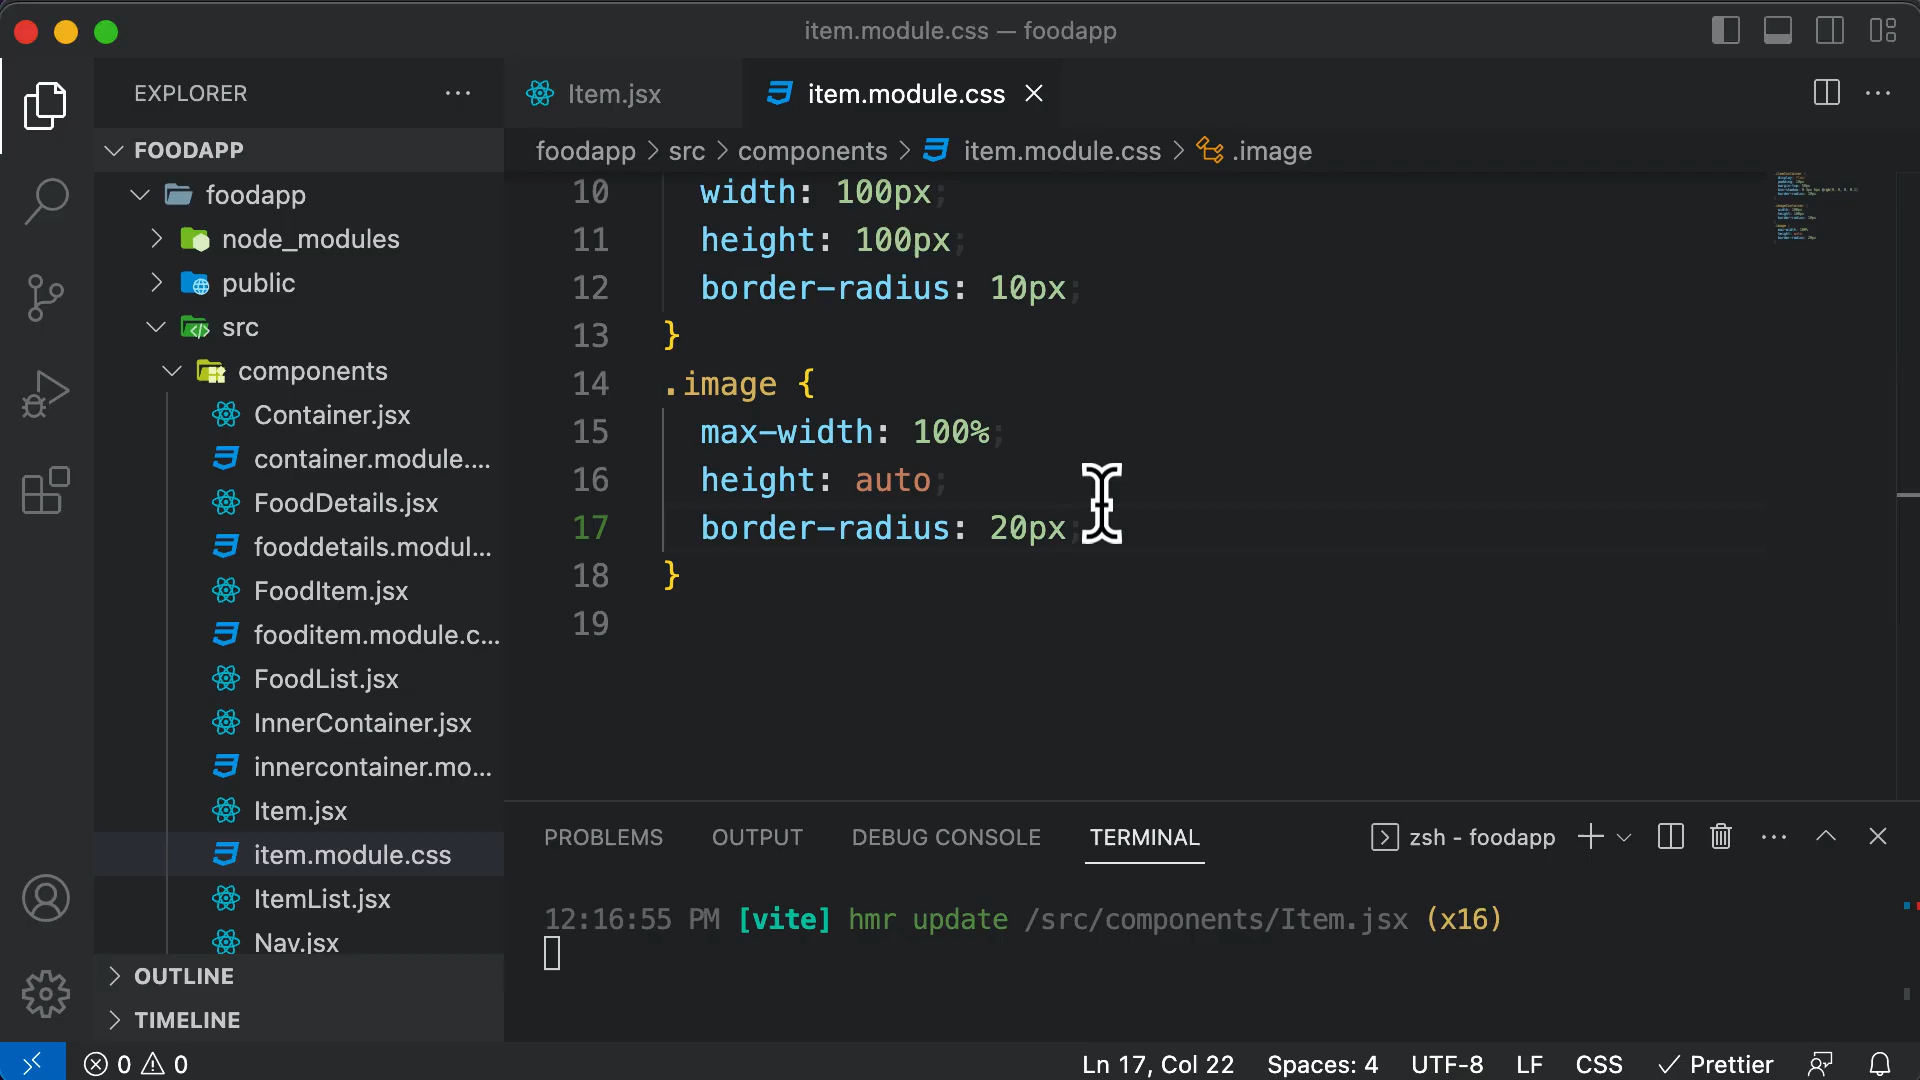 item.module.css — foodapp
EXPLORER
Item.jsx
item.module.css
FOODAPP
foodapp > src > components > item.module.css > .image
foodapp
node_modules
public
src
components
Container.jsx
container.module....
FoodDetails.jsx
fooddetails.modul...
FoodItem.jsx
fooditem.module.c...
FoodList.jsx
InnerContainer.jsx
innercontainer.mo...
Item.jsx
item.module.css
ItemList.jsx
Nav.jsx
OUTLINE
TIMELINE
10 width: 100px;
11 height: 100px;
12 border-radius: 10px;
13 }
14 .image {
15 max-width: 100%;
16 height: auto;
17 border-radius: 20px;
18 }
19
PROBLEMS OUTPUT DEBUG CONSOLE TERMINAL zsh - foodapp
12:16:55 PM [vite] hmr update /src/components/Item.jsx (x16)
0 0 Ln 17, Col 22 Spaces: 4 UTF-8 LF CSS Prettier